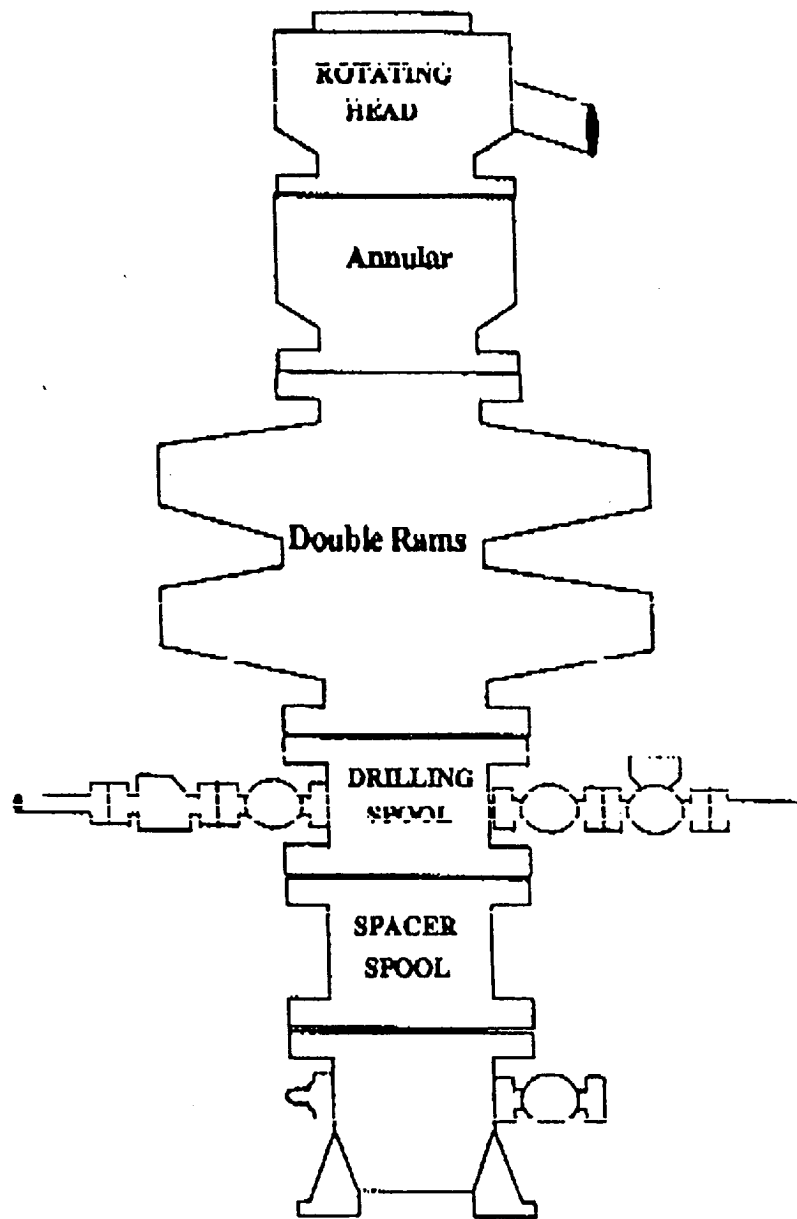 ROTATING
HEAD
Annular
Double Rams
DRILLING
SPOOL
SPACER
SPOOL